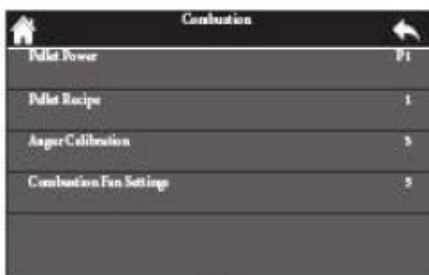 Combustion
Pellet Power P1
Pellet Recipe 1
Auger Calibration 5
Combustion Fan Settings 5